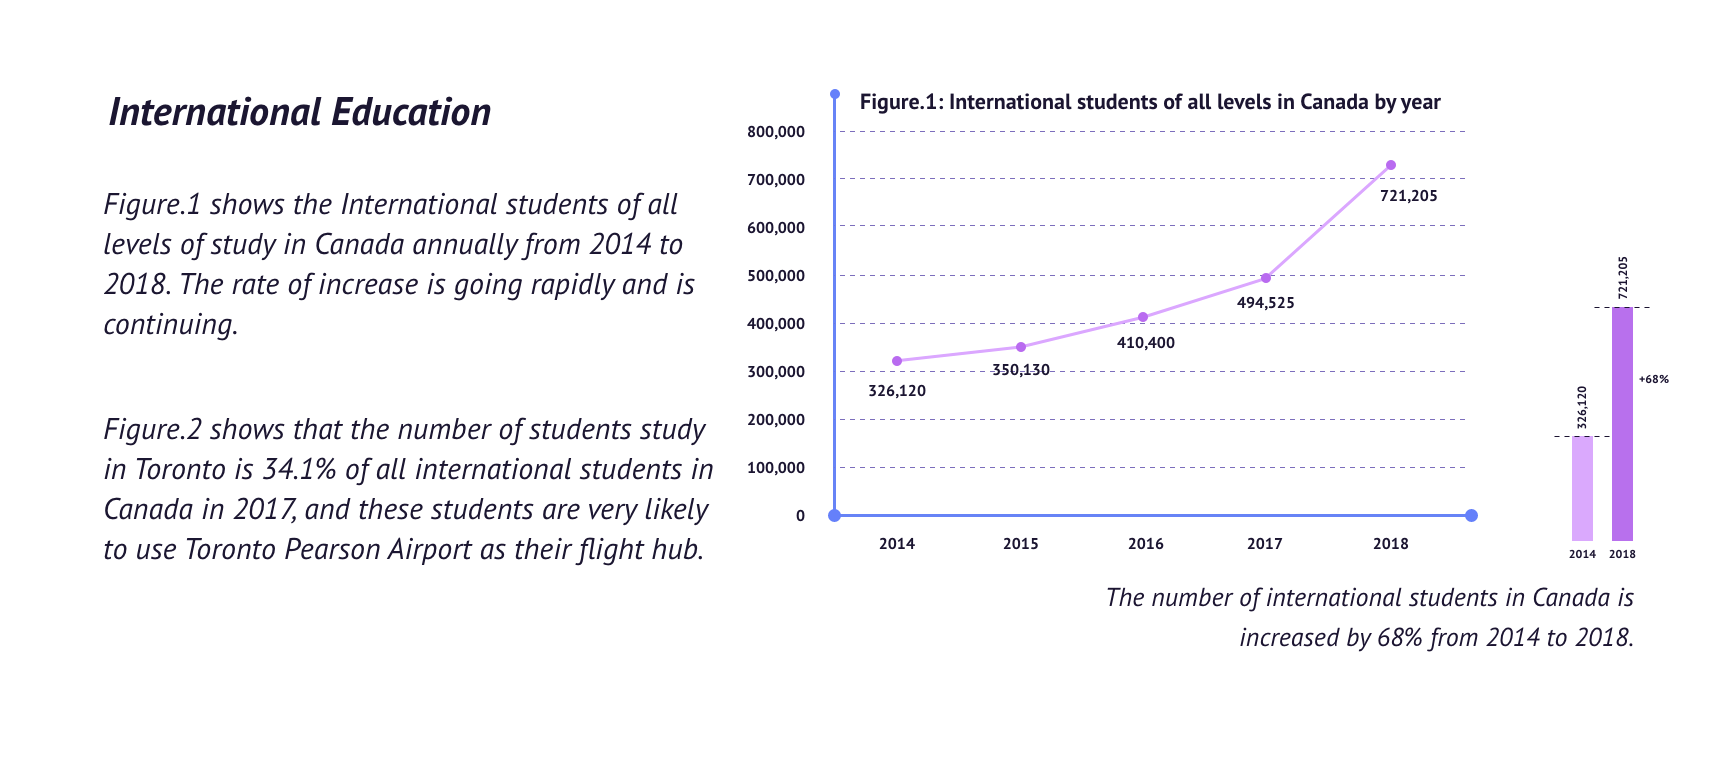 International Education
Figure.1 shows the International students of all
levels of study in Canada annually from 2014 to
2018. The rate of increase is going rapidly and is
continuing.
Figure.2 shows that the number of students study
in Toronto is 34.1% of all international students in
Canada in 2017, and these students are very likely
to use Toronto Pearson Airport as their flight hub.
Figure.1: International students of all levels in Canada by year
800,000
700,000
600,000
500,000
400,000
300,000
200,000
100,000
0
326,120
350,130
410,400
494,525
721,205
2014
2015
2016
2017
2018
326,120
721,205
+68%
2014
2018
The number of international students in Canada is
increased by 68% from 2014 to 2018.